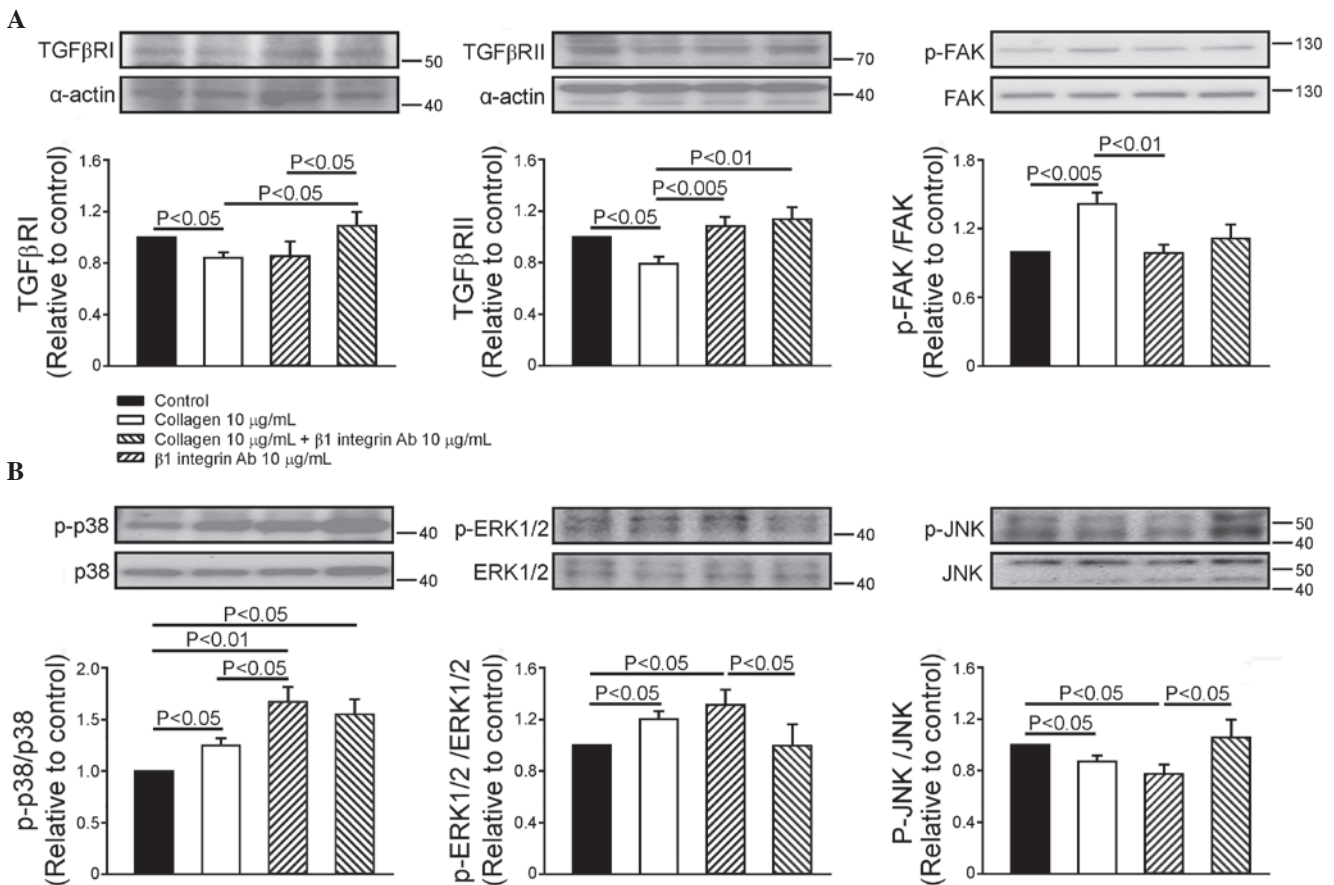 A
TGFβRI
50
α-actin
40
TGFβRII
70
α-actin
40
p-FAK
130
FAK
130
TGFβRI
(Relative to control)
1.6
1.2
0.8
0.4
0
P<0.05
P<0.05
P<0.05
TGFβRII
(Relative to control)
1.6
1.2
0.8
0.4
0
P<0.01
P<0.005
P<0.05
p-FAK /FAK
(Relative to control)
1.8
1.2
0.6
0
P<0.01
P<0.005
Control
Collagen 10 μg/mL
Collagen 10 μg/mL + β1 integrin Ab 10 μg/mL
β1 integrin Ab 10 μg/mL
B
p-p38
40
p38
40
p-ERK1/2
40
ERK1/2
40
p-JNK
50
40
JNK
50
40
p-p38/p38
(Relative to control)
2.0
1.5
1.0
0.5
0
P<0.05
P<0.01
P<0.05
P<0.05
p-ERK1/2 /ERK1/2
(Relative to control)
1.6
1.2
0.8
0.4
0
P<0.05
P<0.05
P<0.05
P-JNK /JNK
(Relative to control)
1.6
1.2
0.8
0.4
0
P<0.05
P<0.05
P<0.05